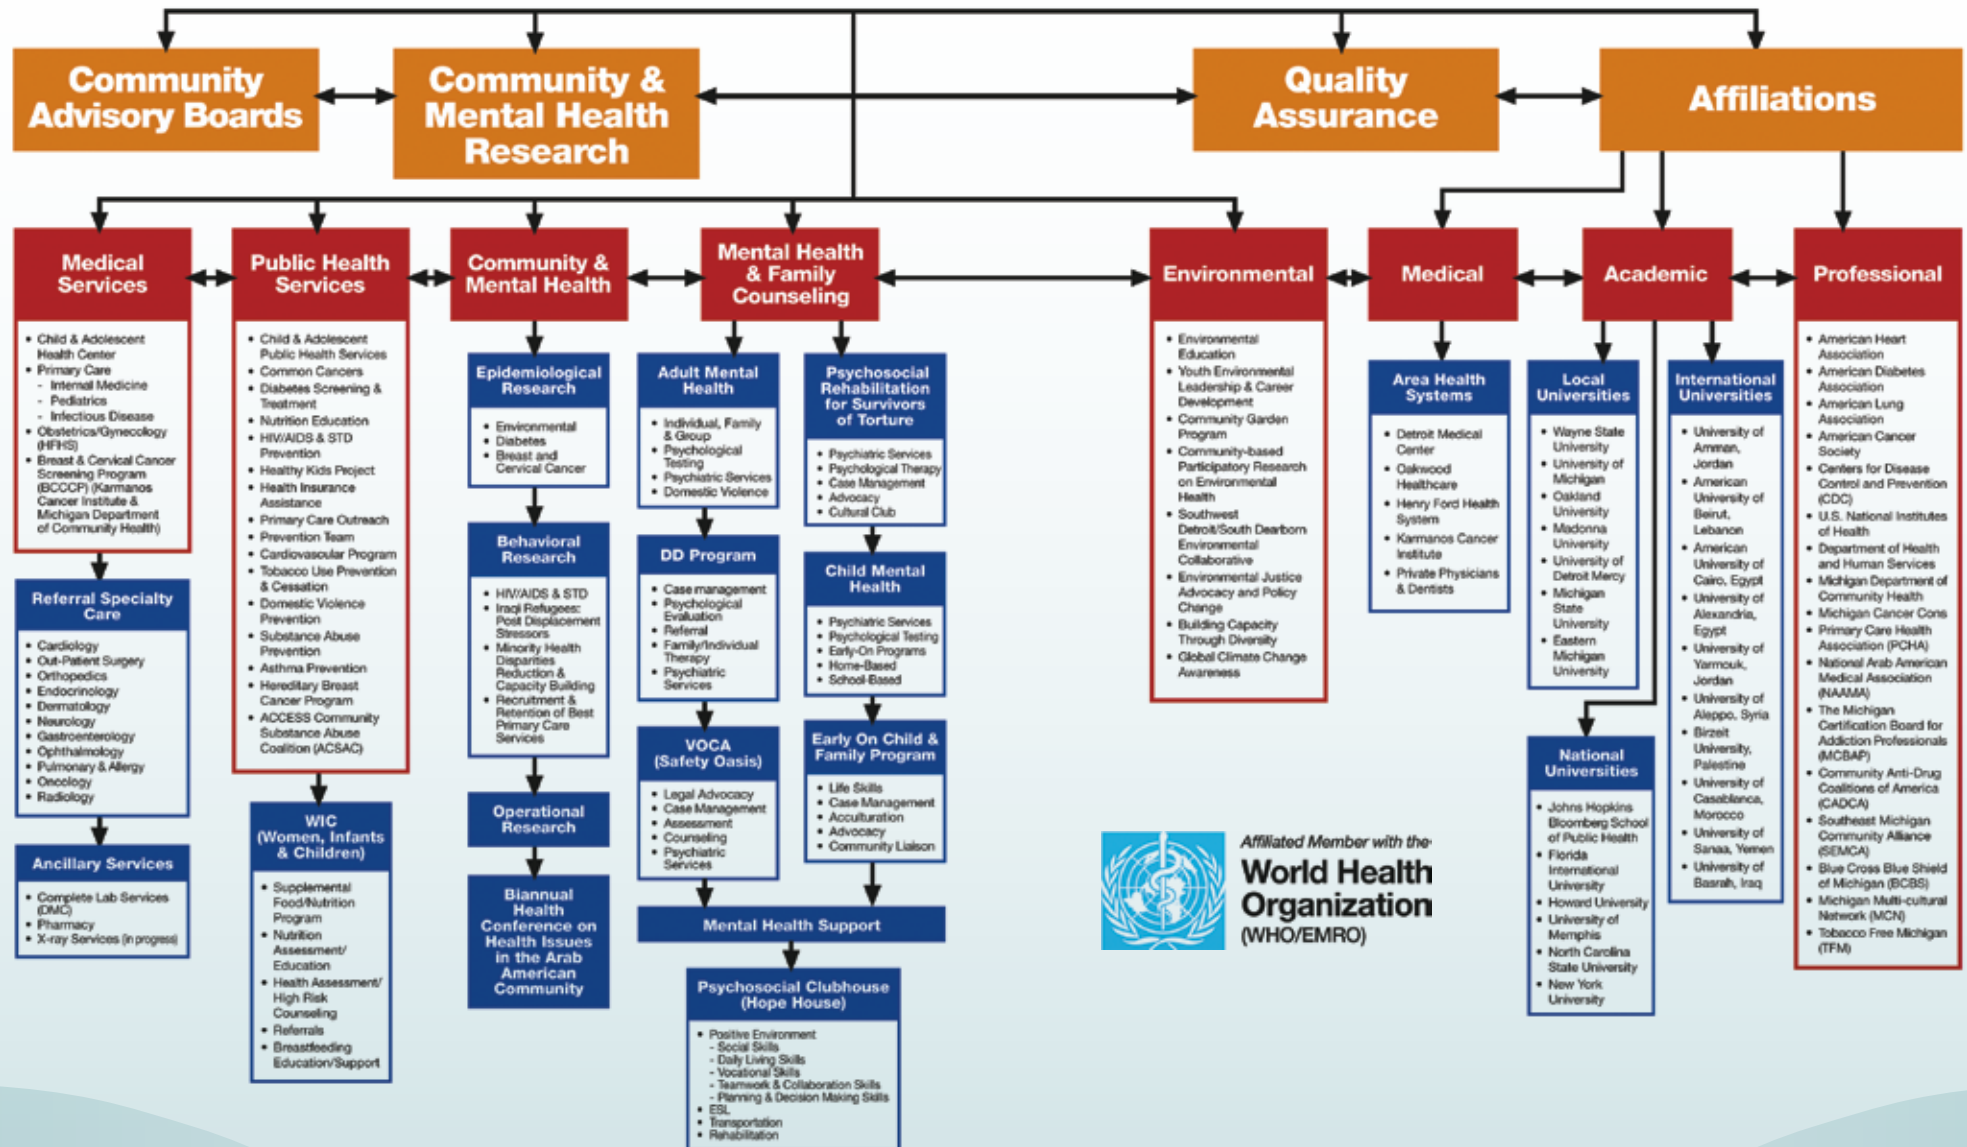 Community
Advisory Boards
Community &
Mental Health
Research
Quality
Assurance
Affiliations
Medical
Services
• Child & Adolescent
Health Center
• Primary Care
- Internal Medicine
- Pediatrics
- Infectious Disease
• Obstetrics/Gynecology
(HFHS)
• Breast & Cervical Cancer
Screening Program
(BCCCP) (Karmanos
Cancer Institute &
Michigan Department
of Community Health)
Referral Specialty
Care
• Cardiology
• Out-Patient Surgery
• Orthopedics
• Endocrinology
• Dermatology
• Neurology
• Gastroenterology
• Ophthalmology
• Pulmonary & Allergy
• Oncology
• Radiology
Ancillary Services
• Complete Lab Services
(DMC)
• Pharmacy
• X-ray Services (in progress)
Public Health
Services
• Child & Adolescent
Public Health Services
• Common Cancers
• Diabetes Screening &
Treatment
• Nutrition Education
• HIV/AIDS & STD
Prevention
• Healthy Kids Project
• Health Insurance
Assistance
• Primary Care Outreach
• Prevention Team
• Cardiovascular Program
• Tobacco Use Prevention
& Cessation
• Domestic Violence
Prevention
• Substance Abuse
Prevention
• Asthma Prevention
• Hereditary Breast
Cancer Program
• ACCESS Community
Substance Abuse
Coalition (ACSAC)
WIC
(Women, Infants
& Children)
• Supplemental
Food/Nutrition
Program
• Nutrition
Assessment/
Education
• Health Assessment/
High Risk
Counseling
• Referrals
• Breastfeeding
Education/Support
Community &
Mental Health
Epidemiological
Research
• Environmental
• Diabetes
• Breast and
Cervical Cancer
Behavioral
Research
• HIV/AIDS & STD
• Iraqi Refugees:
Post Displacement
Stressors
• Minority Health
Disparities
Reduction &
Capacity Building
• Recruitment &
Retention of Best
Primary Care
Services
Operational
Research
Biannual
Health
Conference on
Health Issues
in the Arab
American
Community
Mental Health
& Family
Counseling
Adult Mental
Health
• Individual, Family
& Group
• Psychological
Testing
• Psychiatric Services
• Domestic Violence
DD Program
• Case management
• Psychological
Evaluation
• Referral
• Family/Individual
Therapy
• Psychiatric
Services
VOCA
(Safety Oasis)
• Legal Advocacy
• Case Management
• Assessment
• Counseling
• Psychiatric
Services
Psychosocial
Rehabilitation
for Survivors
of Torture
• Psychiatric Services
• Psychological Therapy
• Case Management
• Advocacy
• Cultural Club
Child Mental
Health
• Psychiatric Services
• Psychological Testing
• Early-On Programs
• Home-Based
• School-Based
Early On Child &
Family Program
• Life Skills
• Case Management
• Acculturation
• Advocacy
• Community Liaison
Mental Health Support
Psychosocial Clubhouse
(Hope House)
• Positive Environment
- Social Skills
- Daily Living Skills
- Vocational Skills
- Teamwork & Collaboration Skills
- Planning & Decision Making Skills
• ESL
• Transportation
• Rehabilitation
Environmental
• Environmental
Education
• Youth Environmental
Leadership & Career
Development
• Community Garden
Program
• Community-based
Participatory Research
on Environmental
Health
• Southwest
Detroit/South Dearborn
Environmental
Collaborative
• Environmental Justice
Advocacy and Policy
Change
• Building Capacity
Through Diversity
• Global Climate Change
Awareness
Affiliated Member with the
World Health
Organization
(WHO/EMRO)
Medical
Area Health
Systems
• Detroit Medical
Center
• Oakwood
Healthcare
• Henry Ford Health
System
• Karmanos Cancer
Institute
• Private Physicians
& Dentists
Academic
Local
Universities
• Wayne State
University
• University of
Michigan
• Oakland
University
• Madonna
University
• University of
Detroit Mercy
• Michigan
State
University
• Eastern
Michigan
University
National
Universities
• Johns Hopkins
Bloomberg School
of Public Health
• Florida
International
University
• Howard University
• University of
Memphis
• North Carolina
State University
• New York
University
International
Universities
• University of
Amman,
Jordan
• American
University of
Beirut,
Lebanon
• American
University of
Cairo, Egypt
• University of
Alexandria,
Egypt
• University of
Yarmouk,
Jordan
• University of
Aleppo, Syria
• Birzeit
University,
Palestine
• University of
Casablanca,
Morocco
• University of
Sanaa, Yemen
• University of
Basrah, Iraq
Professional
• American Heart
Association
• American Diabetes
Association
• American Lung
Association
• American Cancer
Society
• Centers for Disease
Control and Prevention
(CDC)
• U.S. National Institutes
of Health
• Department of Health
and Human Services
• Michigan Department of
Community Health
• Michigan Cancer Cons
• Primary Care Health
Association (PCHA)
• National Arab American
Medical Association
(NAAMA)
• The Michigan
Certification Board for
Addiction Professionals
(MCBAP)
• Community Anti-Drug
Coalitions of America
(CADCA)
• Southeast Michigan
Community Alliance
(SEMCA)
• Blue Cross Blue Shield
of Michigan (BCBS)
• Michigan Multi-cultural
Network (MCN)
• Tobacco Free Michigan
(TFM)